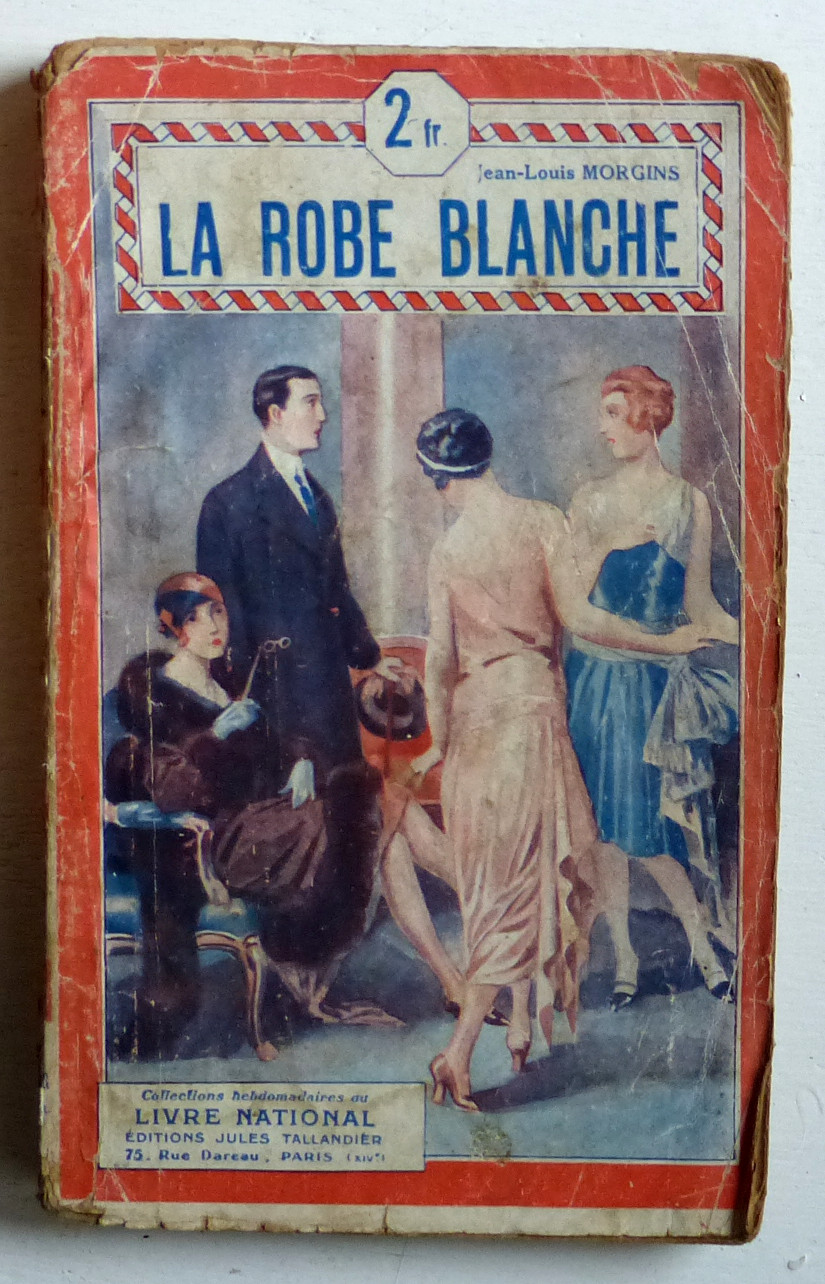 2 fr.
Jean-Louis MORGINS
LA ROBE BLANCHE
Collections hebdomadaires du
LIVRE NATIONAL
ÉDITIONS JULES TALLANDIER
75, Rue Dareau, PARIS (XIVᵉ)